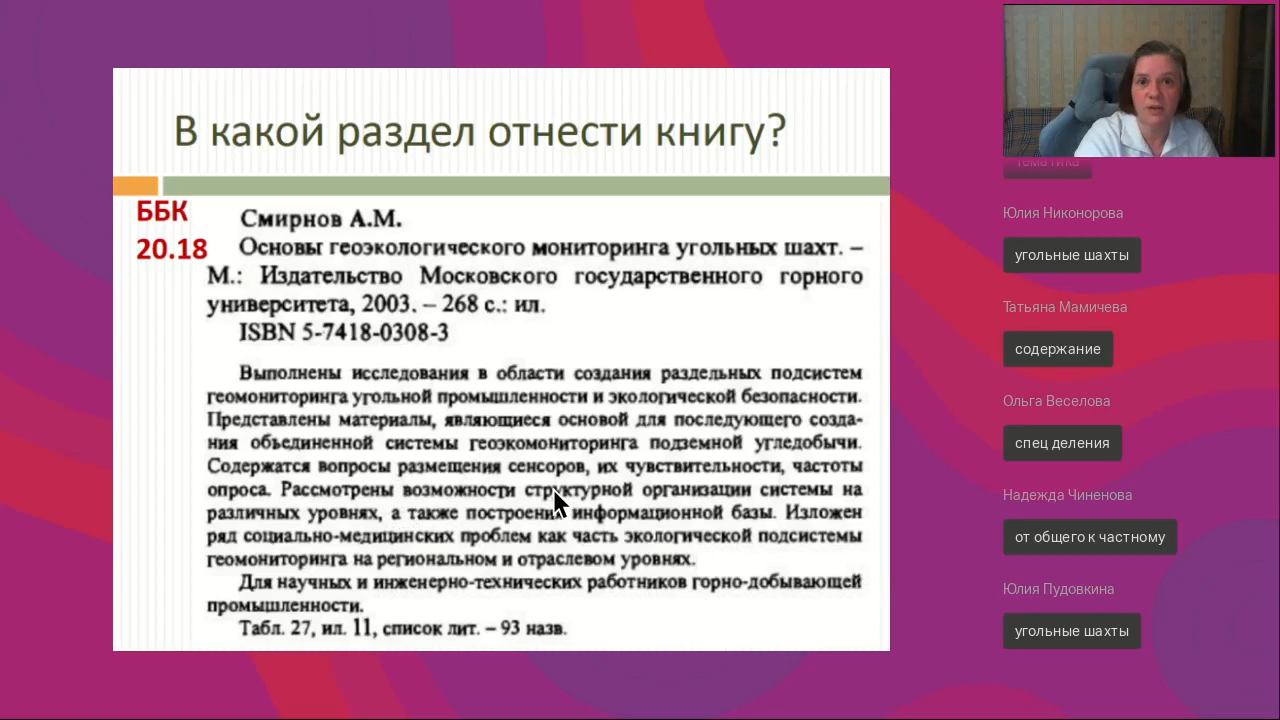 В какой раздел отнести книгу?
ББК
20.18
Смирнов А.М.
Основы геоэкологического мониторинга угольных шахт. –
М.: Издательство Московского государственного горного
университета, 2003. – 268 с.: ил.
ISBN 5-7418-0308-3
Выполнены исследования в области создания раздельных подсистем
геомониторинга угольной промышленности и экологической безопасности.
Представлены материалы, являющиеся основой для последующего созда-
ния объединенной системы геоэкомониторинга подземной угледобычи.
Содержатся вопросы размещения сенсоров, их чувствительности, частоты
опроса. Рассмотрены возможности структурной организации системы на
различных уровнях, а также построения информационной базы. Изложен
ряд социально-медицинских проблем как часть экологической подсистемы
геомониторинга на региональном и отраслевом уровнях.
Для научных и инженерно-технических работников горно-добывающей
промышленности.
Табл. 27, ил. 11, список лит. – 93 назв.
тематика
Юлия Никонорова
угольные шахты
Татьяна Мамичева
содержание
Ольга Веселова
спец деления
Надежда Чиненова
от общего к частному
Юлия Пудовкина
угольные шахты